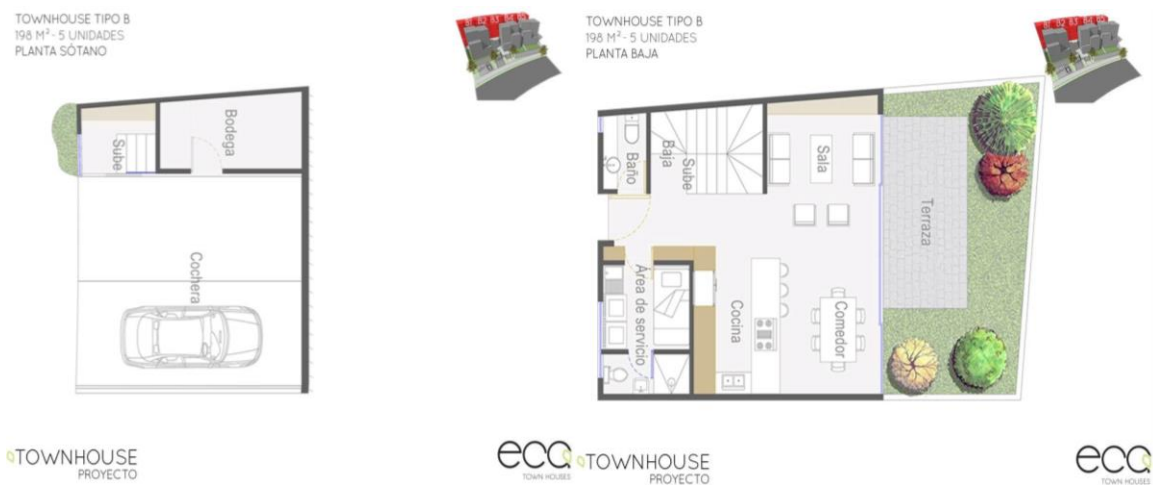 TOWNHOUSE TIPO B
198 M² - 5 UNIDADES
PLANTA SÓTANO
Sube
Bodega
Cochera
TOWNHOUSE
PROYECTO
eco
TOWN HOUSES
TOWNHOUSE TIPO B
198 M² - 5 UNIDADES
PLANTA BAJA
Baño
Baja
Sube
Sala
Terraza
Área de servicio
Cocina
Comedor
TOWNHOUSE
PROYECTO
eco
TOWN HOUSES